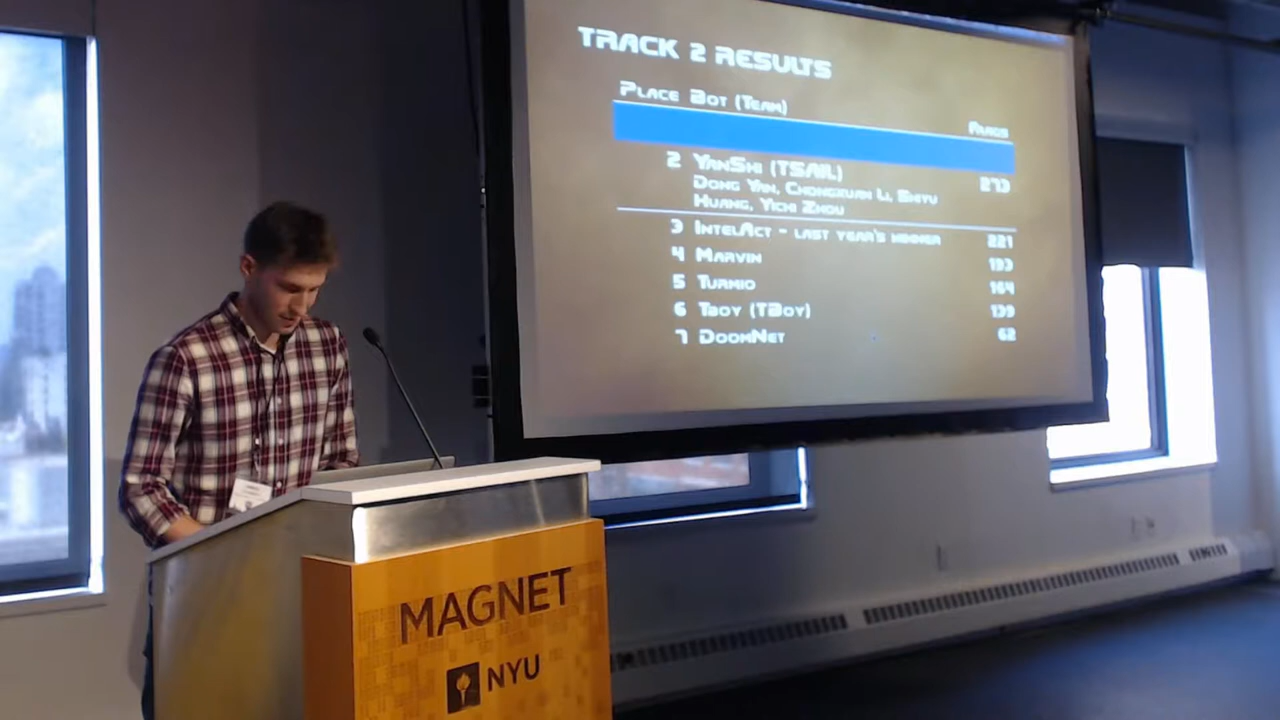 TRACK 2 RESULTS
PLACE BOT (TEAM)
FRAGS
2 YANSHI (TSAIL) 273
DONG YAN, CHONGXUAN LI, SHIYU
HUANG, YICHI ZHOU
3 INTELACT - LAST YEAR'S WINNER 221
4 MARVIN 193
5 TURMIO 164
6 TBOY (TBOY) 139
7 DOOMNET 62
MAGNET
NYU